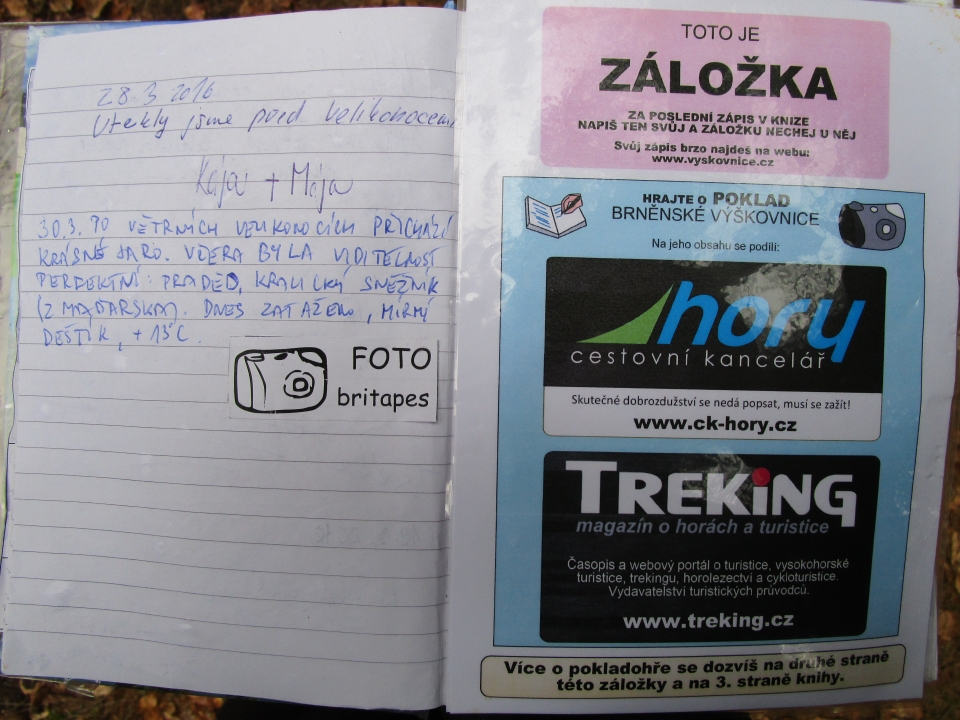 28.3 2016
Utekly jsme před Velikonocemi
Kája + Mája
30.3. PO VĚTRNÝCH VELIKONOCÍCH PŘICHÁZÍ
KRÁSNÉ JARO. VČERA BYLA VIDITELNOST
PERFEKTNÍ: PRADĚD, KRALICKÝ SNĚŽNÍK
DNES ZATAŽENO, MÍRNÝ
DEŠTÍK, +13°C.
FOTO
britapes
TOTO JE
ZÁLOŽKA
ZA POSLEDNÍ ZÁPIS V KNIZE
NAPIŠ TEN SVŮJ A ZÁLOŽKU NECHEJ U NĚJ
Svůj zápis brzo najdeš na webu:
www.vyskovnice.cz
HRAJTE O POKLAD
BRNĚNSKÉ VÝŠKOVNICE
Na jeho obsahu se podílí:
hory
cestovní kancelář
Skutečné dobrozdužství se nedá popsat, musí se zažít!
www.ck-hory.cz
TREKiNG
magazín o horách a turistice
Časopis a webový portál o turistice, vysokohorské
turistice, trekingu, horolezectví a cykloturistice.
Vydavatelství turistických průvodců.
www.treking.cz
Více o pokladohře se dozvíš na druhé straně
této záložky a na 3. straně knihy.